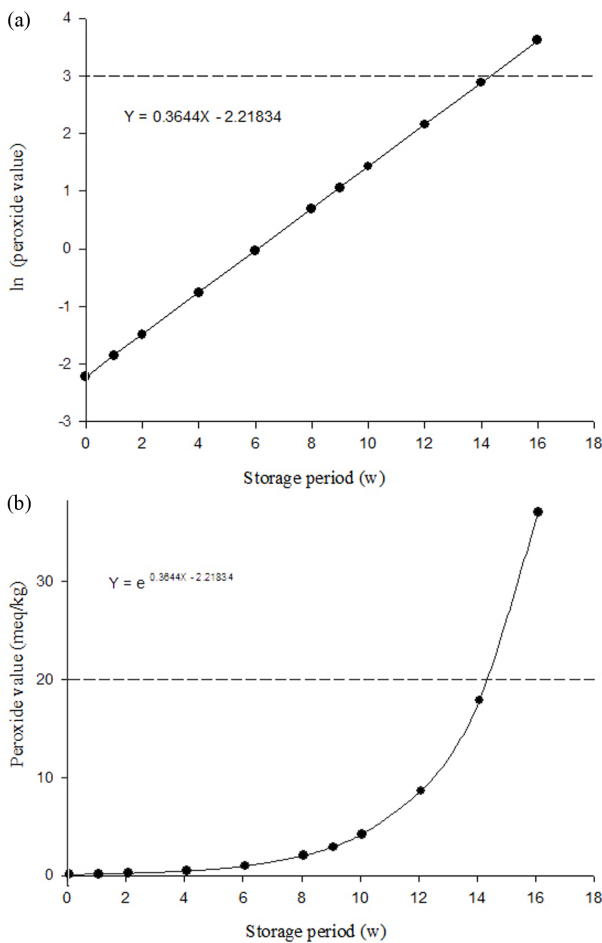 (a)
4
3
2
1
0
-1
-2
-3
Y = 0.3644X - 2.21834
ln (peroxide value)
0 2 4 6 8 10 12 14 16 18
Storage period (w)
(b)
30
20
10
0
Y = e 0.3644X - 2.21834
Peroxide value (meq/kg)
0 2 4 6 8 10 12 14 16 18
Storage period (w)